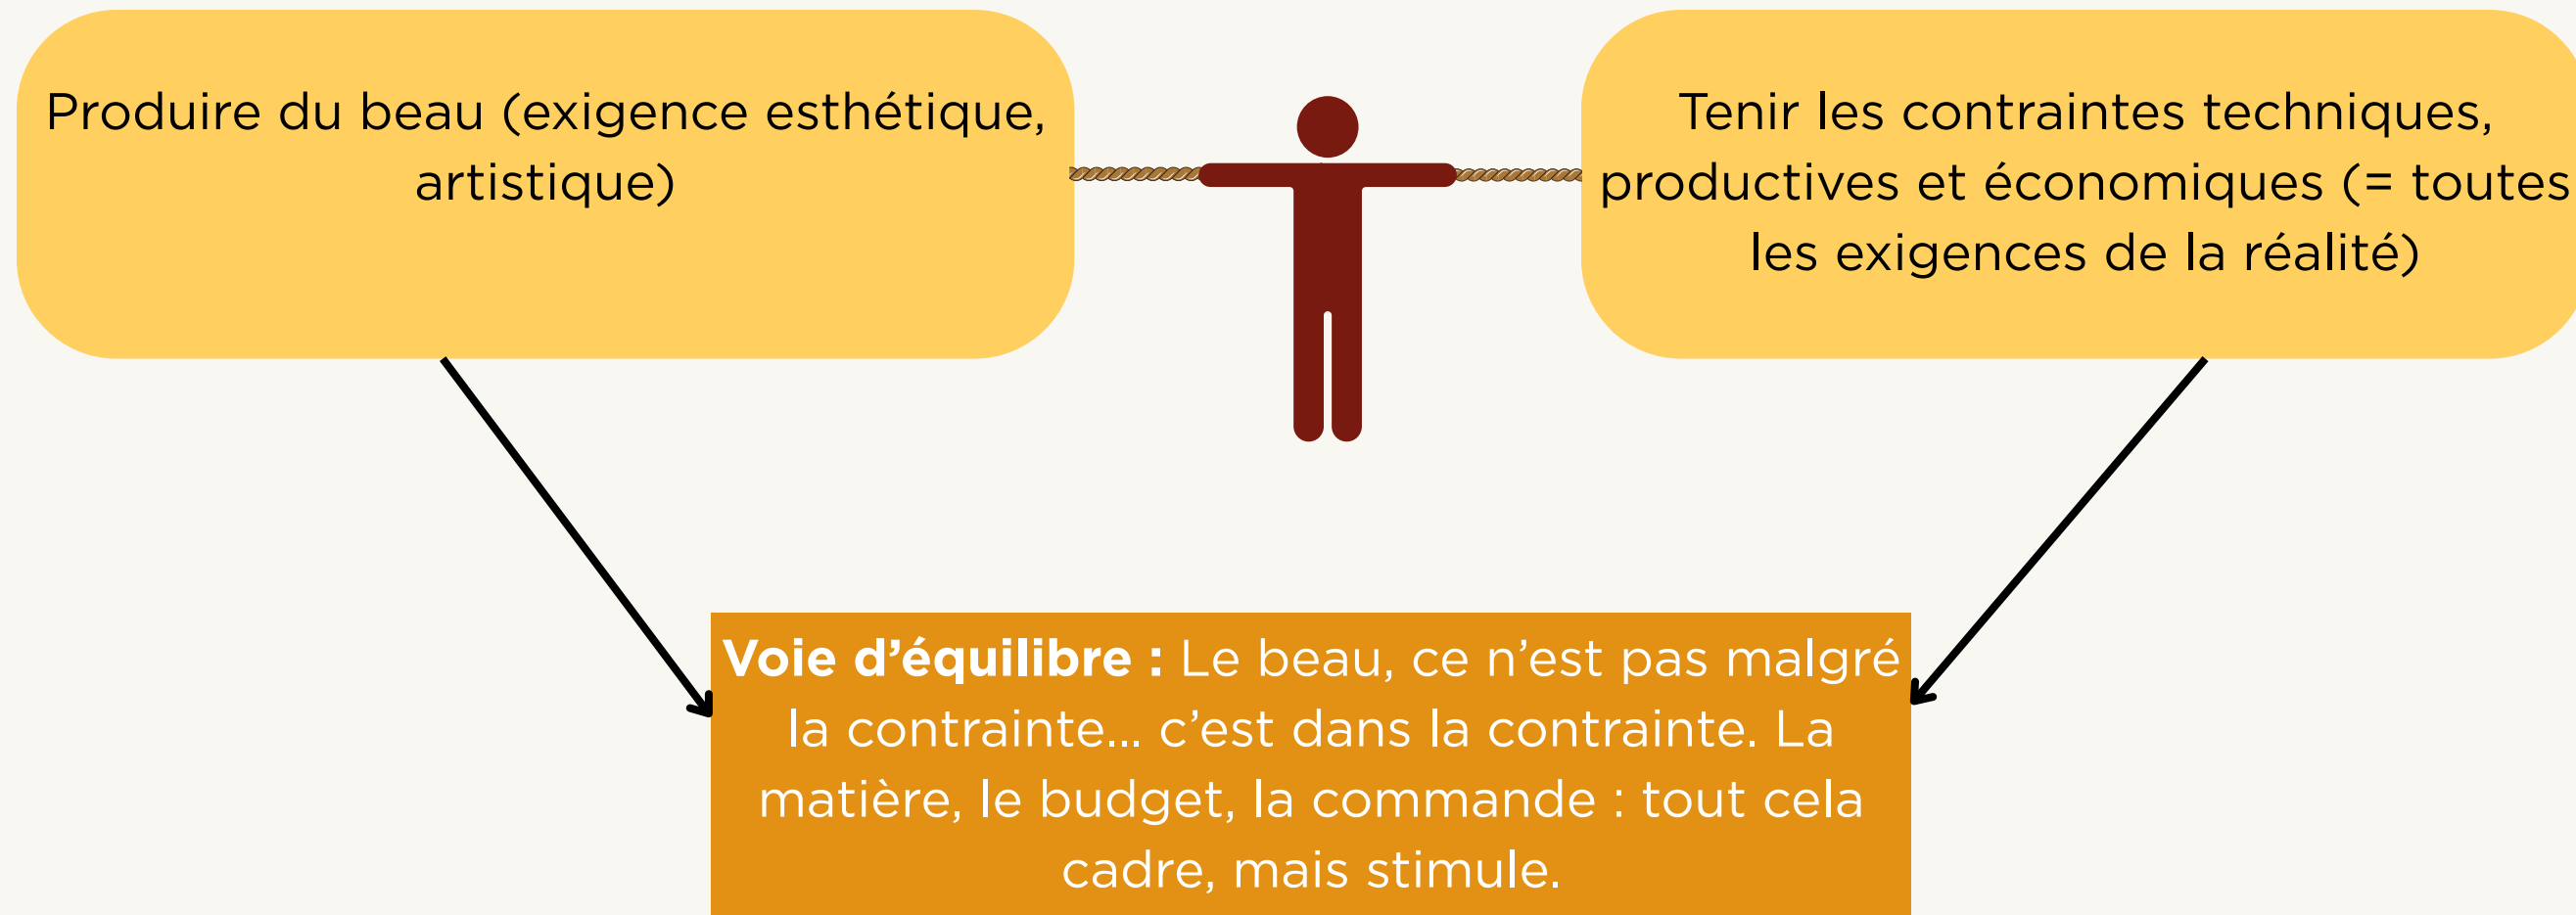 Produire du beau (exigence esthétique,
artistique)
Tenir les contraintes techniques,
productives et économiques (= toutes
les exigences de la réalité)
Voie d’équilibre : Le beau, ce n’est pas malgré
la contrainte... c’est dans la contrainte. La
matière, le budget, la commande : tout cela
cadre, mais stimule.